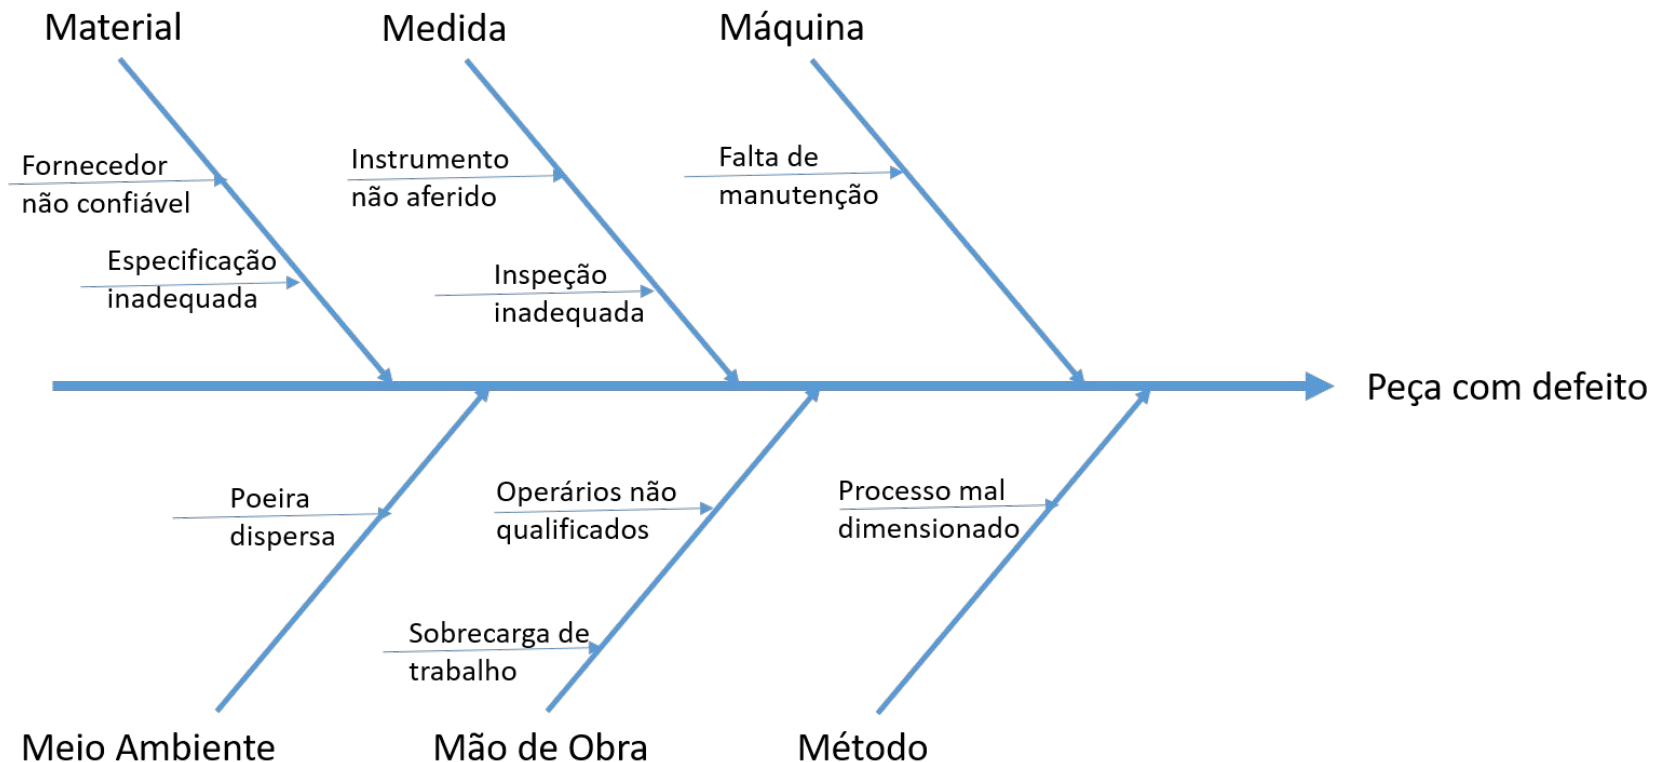 Material
Medida
Máquina
Fornecedor
não confiável
Instrumento
não aferido
Falta de
manutenção
Especificação
inadequada
Inspeção
inadequada
Peça com defeito
Poeira
dispersa
Operários não
qualificados
Processo mal
dimensionado
Sobrecarga de
trabalho
Meio Ambiente
Mão de Obra
Método